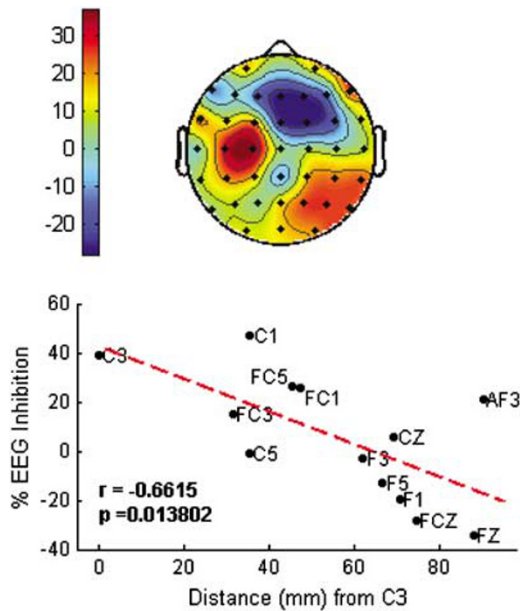 30
20
10
0
-10
-20
60
40
20
0
-20
-40
% EEG Inhibition
C3
C1
FC5
FC1
FC3
C5
AF3
CZ
F3
F5
F1
FCZ
FZ
r = -0.6615
p =0.013802
0 20 40 60 80
Distance (mm) from C3